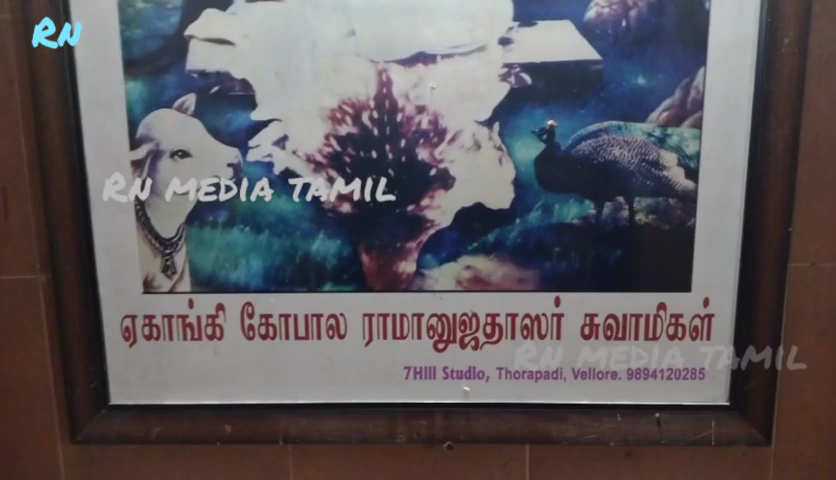 Rn
Rn media tamil
ஏகாங்கி கோபால ராமானுஜதாஸர் சுவாமிகள்
Rn media tamil
7Hill Studio, Thorapadi, Vellore. 9894120285